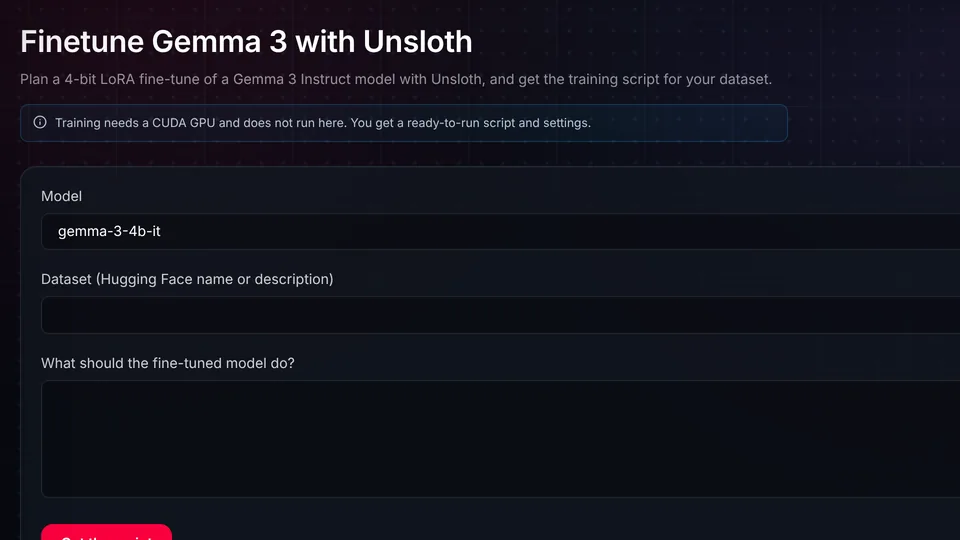 Finetune Gemma 3 with Unsloth
Plan a 4-bit LoRA fine-tune of a Gemma 3 Instruct model with Unsloth, and get the training script for your dataset.
Training needs a CUDA GPU and does not run here. You get a ready-to-run script and settings.
Model
gemma-3-4b-it
Dataset (Hugging Face name or description)
What should the fine-tuned model do?